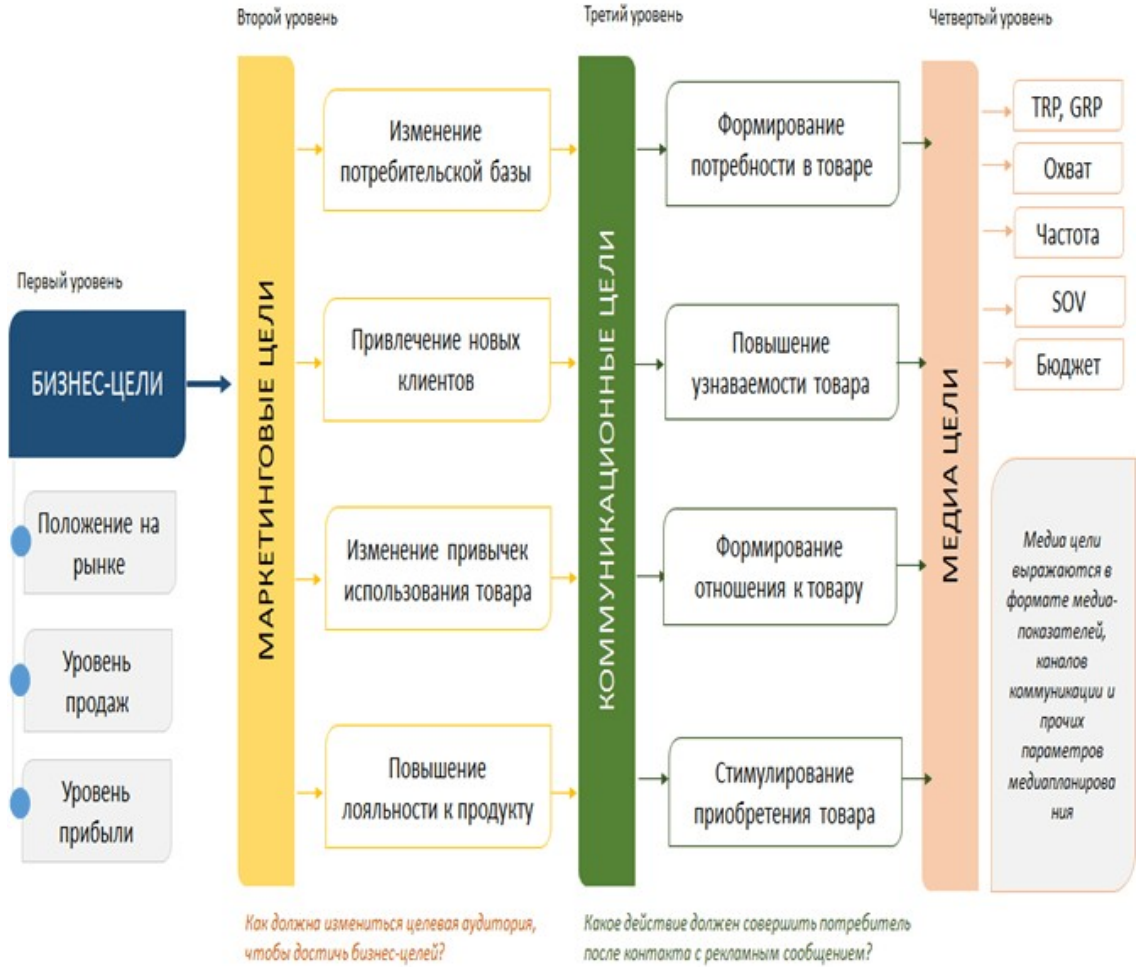 Первый уровень
БИЗНЕС-ЦЕЛИ
Положение на
рынке
Уровень
продаж
Уровень
прибыли
Второй уровень
МАРКЕТИНГОВЫЕ ЦЕЛИ
Изменение
потребительской базы
Привлечение новых
клиентов
Изменение привычек
использования товара
Повышение
лояльности к продукту
Как должна измениться целевая аудитория,
чтобы достичь бизнес-целей?
Третий уровень
КОММУНИКАЦИОННЫЕ ЦЕЛИ
Формирование
потребности в товаре
Повышение
узнаваемости товара
Формирование
отношения к товару
Стимулирование
приобретения товара
Какое действие должен совершить потребитель
после контакта с рекламным сообщением?
Четвертый уровень
МЕДИА ЦЕЛИ
TRP, GRP
Охват
Частота
SOV
Бюджет
Медиа цели
выражаются в
формате медиа-
показателей,
каналов
коммуникации и
прочих
параметров
медиапланирова
ния